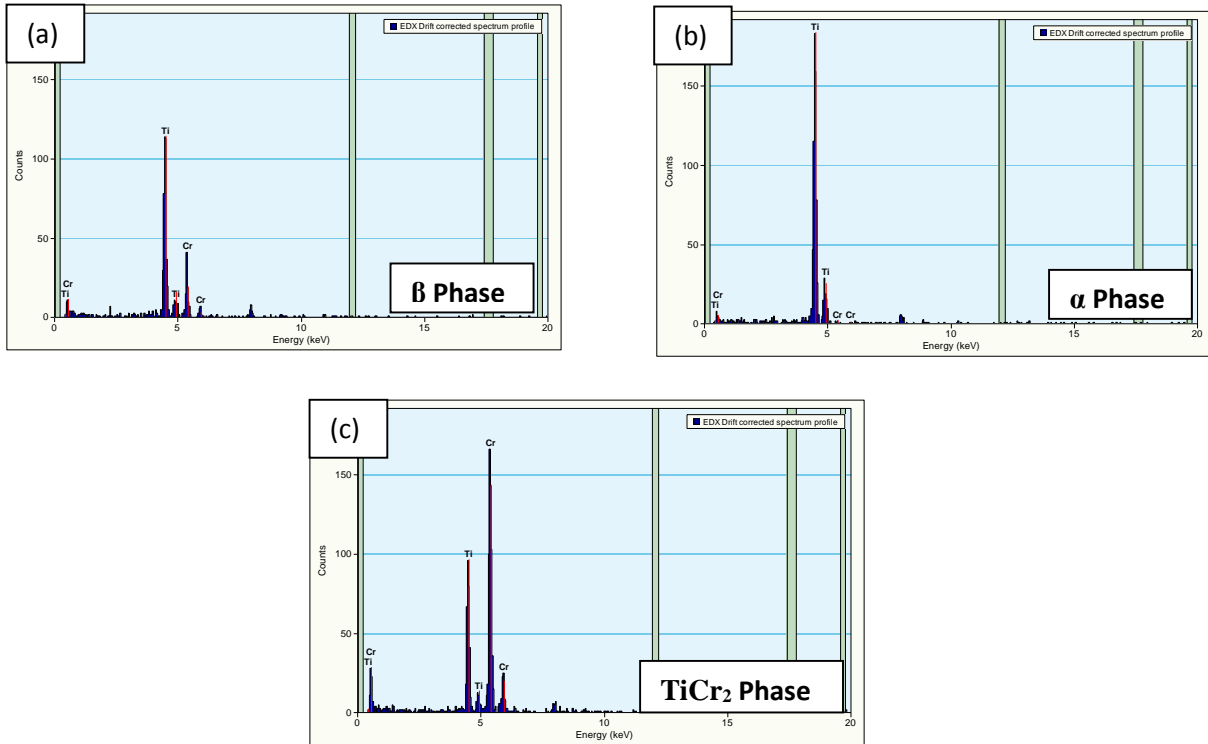 (a)
EDX Drift corrected spectrum profile
150
100
50
0
Counts
Ti
Cr
Cr
Ti
Ti
Cr
ß Phase
0 5 10 15 20
Energy (keV)
(b)
EDX Drift corrected spectrum profile
150
100
50
0
Counts
Ti
Ti
Cr
Ti
Cr Cr
α Phase
0 5 10 15 20
Energy (keV)
(c)
EDX Drift corrected spectrum profile
150
100
50
0
Counts
Cr
Ti
Cr
Ti
Cr
Ti
TiCr₂ Phase
0 5 10 15 20
Energy (keV)